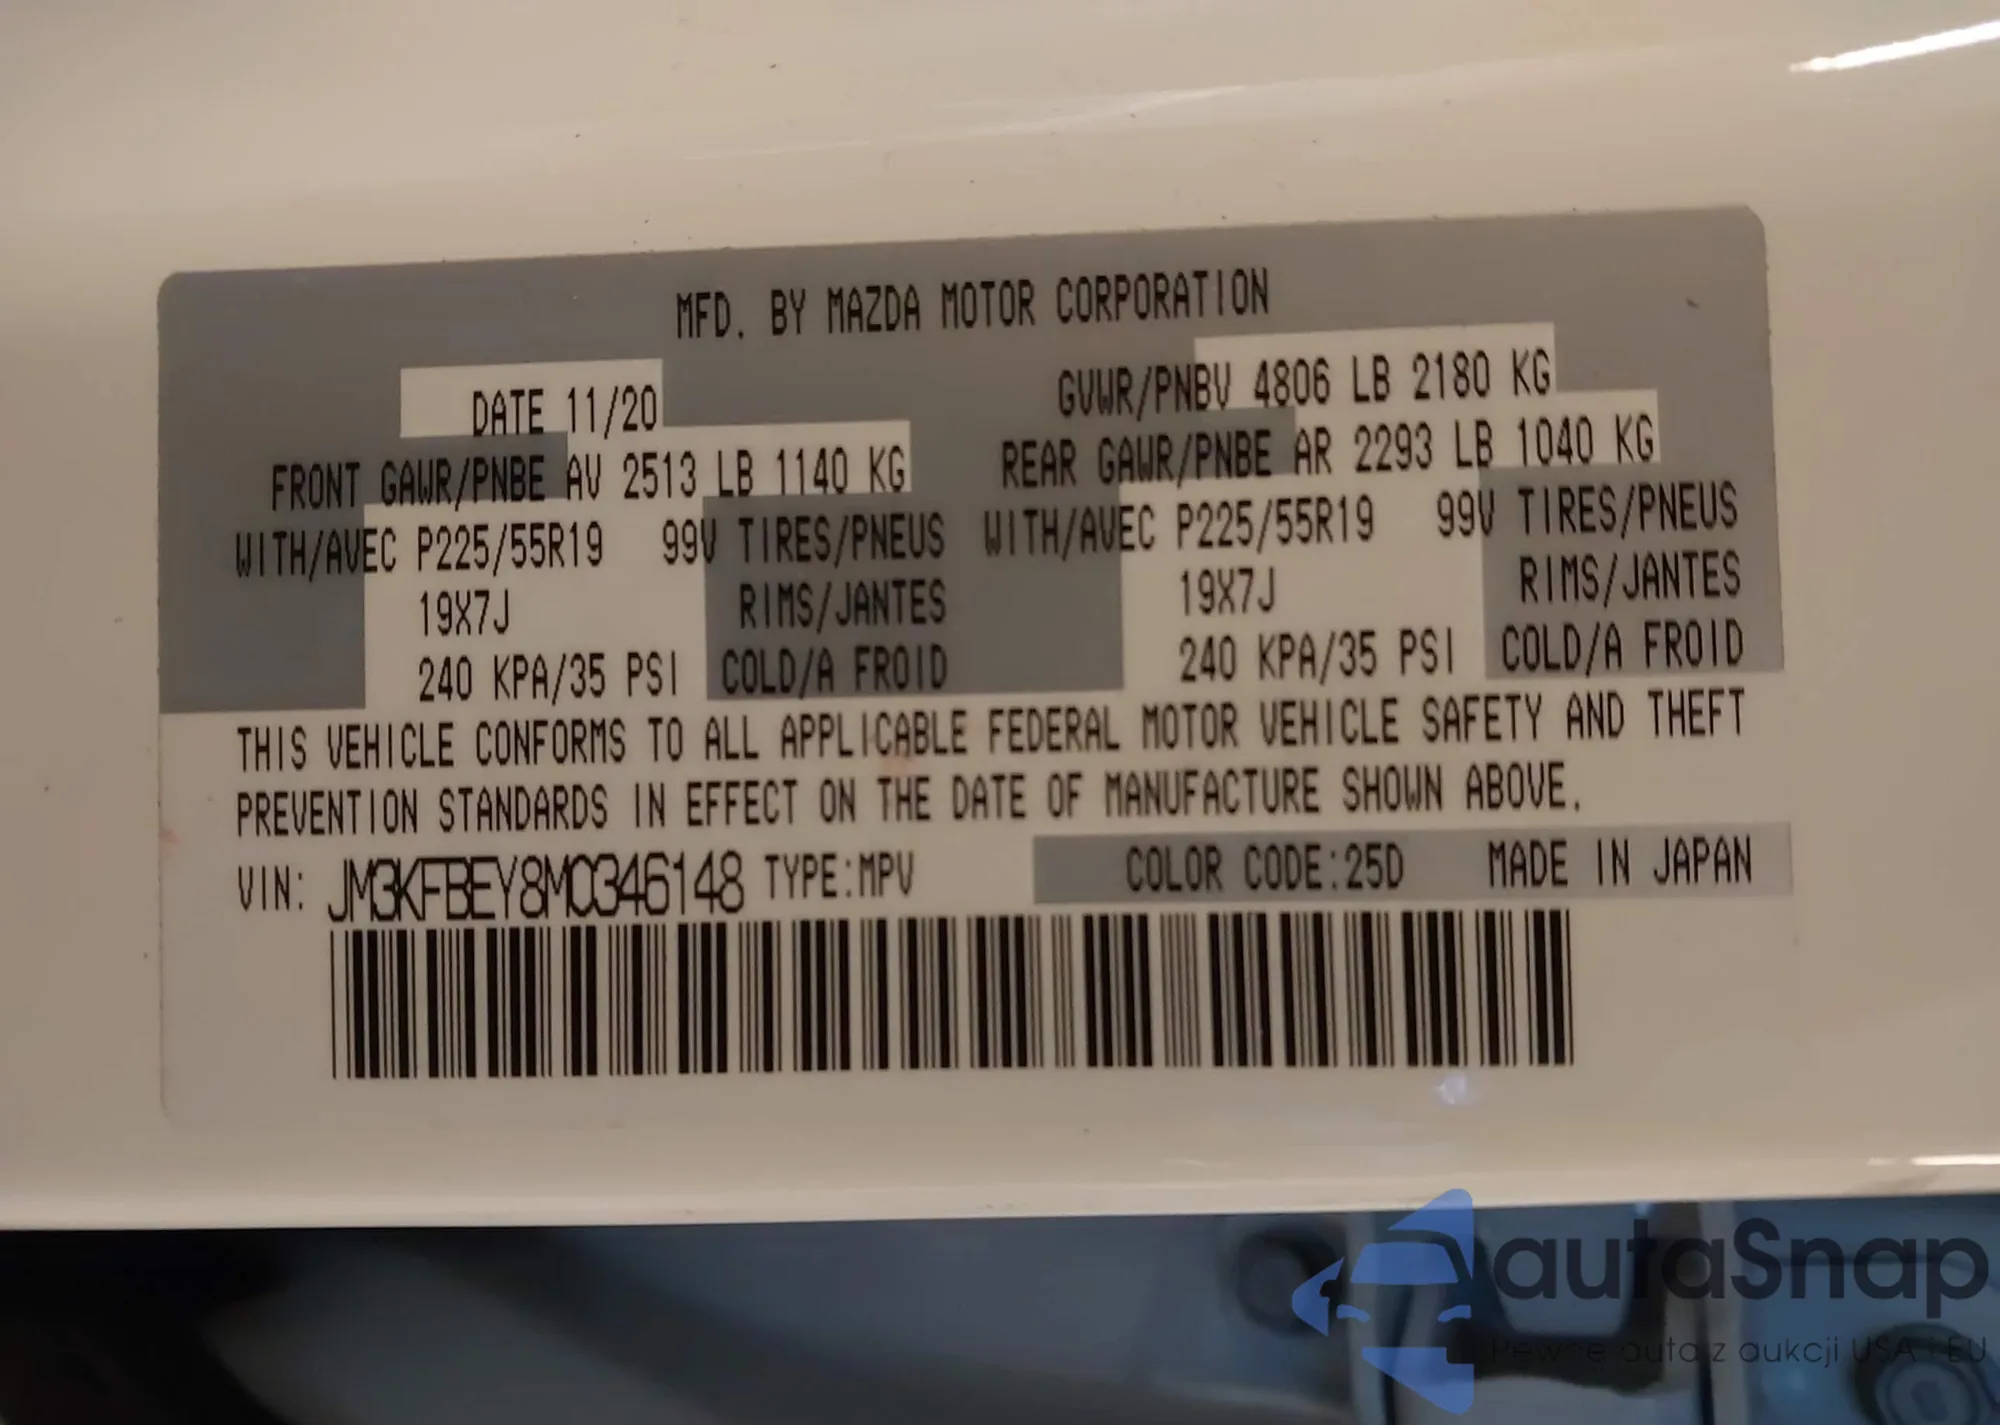 MFD. BY MAZDA MOTOR CORPORATION
DATE 11/20 GVWR/PNBV 4806 LB 2180 KG
FRONT GAWR/PNBE AV 2513 LB 1140 KG REAR GAWR/PNBE AR 2293 LB 1040 KG
WITH/AVEC P225/55R19 99V TIRES/PNEUS WITH/AVEC P225/55R19 99V TIRES/PNEUS
19X7J RIMS/JANTES 19X7J RIMS/JANTES
240 KPA/35 PSI COLD/A FROID 240 KPA/35 PSI COLD/A FROID
THIS VEHICLE CONFORMS TO ALL APPLICABLE FEDERAL MOTOR VEHICLE SAFETY AND THEFT
PREVENTION STANDARDS IN EFFECT ON THE DATE OF MANUFACTURE SHOWN ABOVE.
VIN: JM3KFBEY8M0346148 TYPE:MPV COLOR CODE:25D MADE IN JAPAN
autaSnap
Pewne auta z aukcji USA i EU